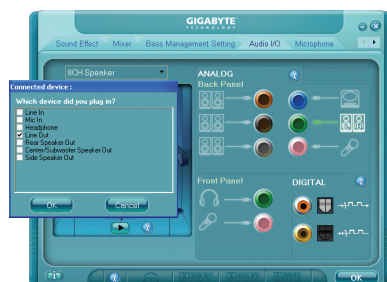 GIGABYTE
TECHNOLOGY
Sound Effect Mixer Bass Management Setting Audio I/O Microphone
8CH Speaker
Connected device :
Which device did you plug in?
Line In
Mic In
Headphone
Line Out
Rear Speaker Out
Center/Subwoofer Speaker Out
Side Speaker Out
OK Cancel
ANALOG
Back Panel
Front Panel
DIGITAL
OK